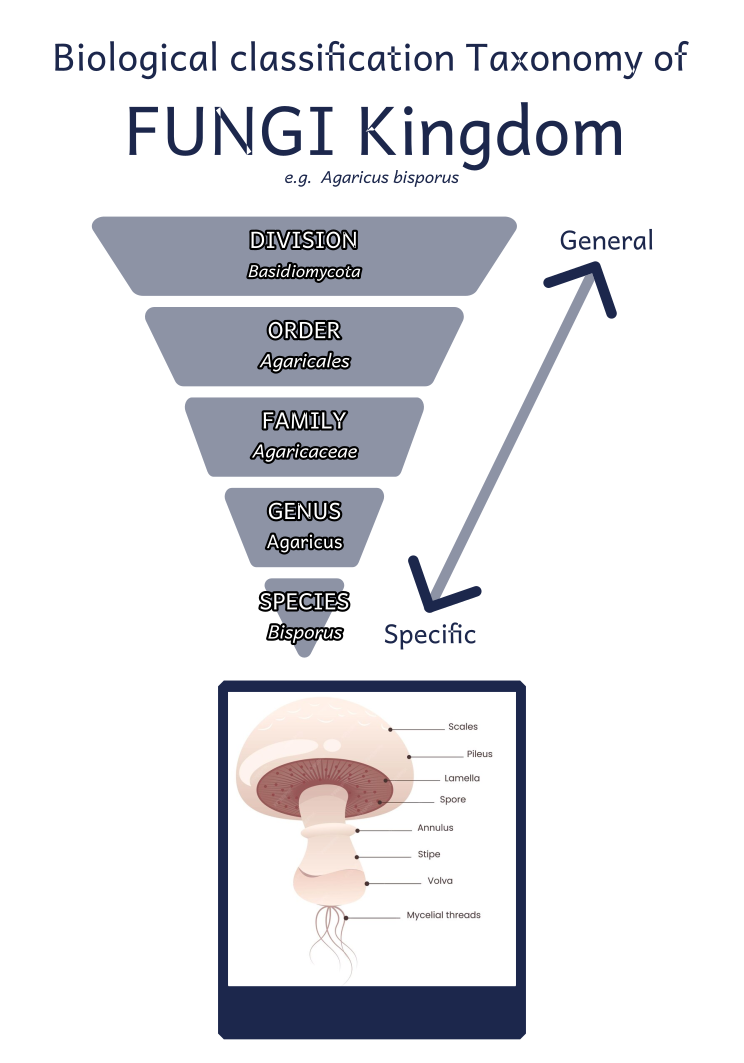 Biological classification Taxonomy of
FUNGI Kingdom
e.g. Agaricus bisporus
DIVISION
Basidiomycota
General
ORDER
Agaricales
FAMILY
Agaricaceae
GENUS
Agaricus
SPECIES
Bisporus
Specific
Scales
Pileus
Lamella
Spore
Annulus
Stipe
Volva
Mycelial threads